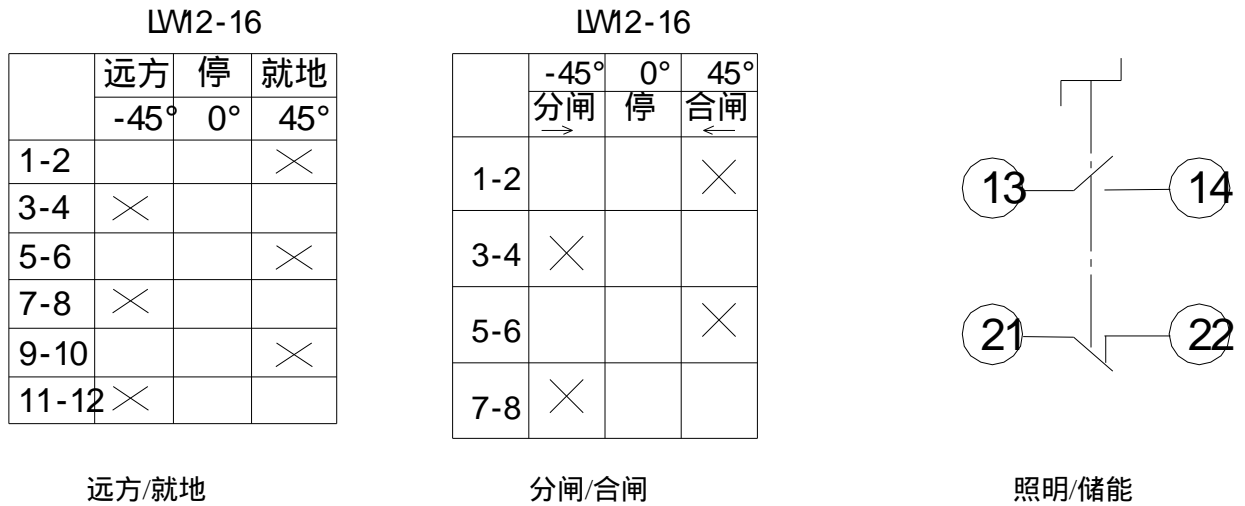 LW12-16
远方 停 就地
-45° 0° 45°
1-2
3-4
5-6
7-8
9-10
11-12
远方/就地
LW12-16
-45° 0° 45°
分闸 停 合闸
→ ←
1-2
3-4
5-6
7-8
分闸/合闸
13 14
21 22
照明/储能